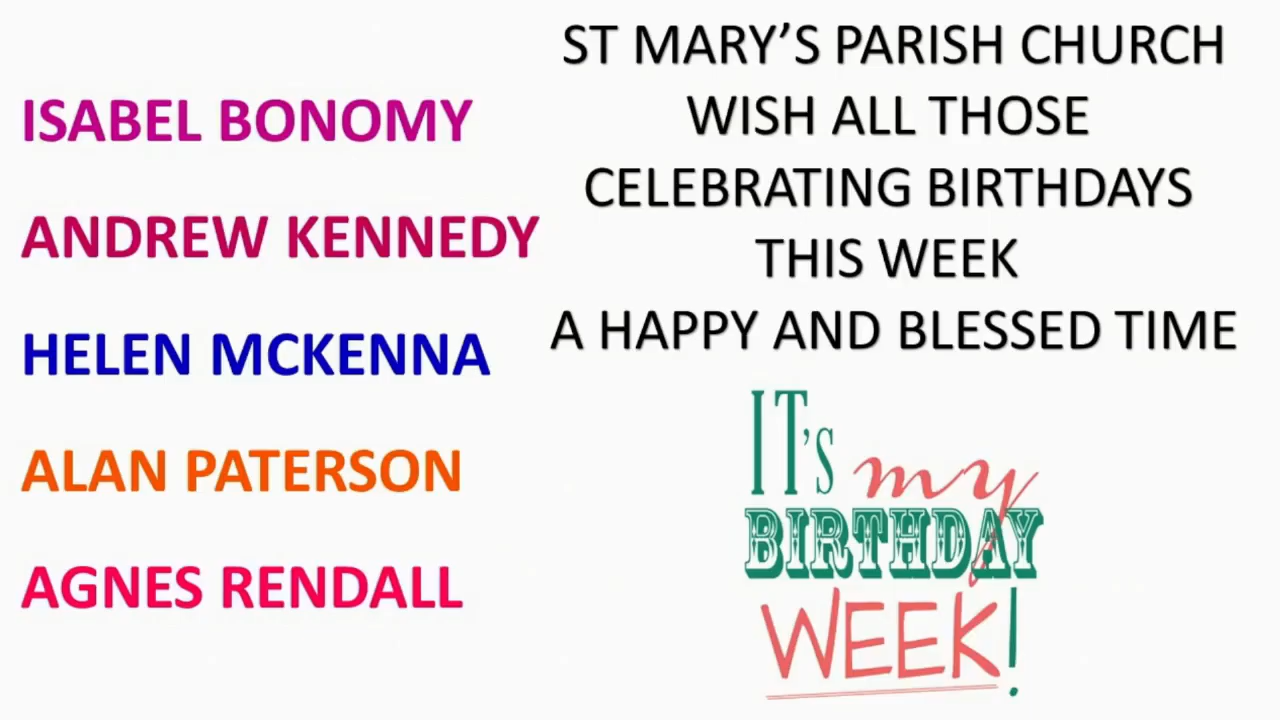 ISABEL BONOMY
ANDREW KENNEDY
HELEN MCKENNA
ALAN PATERSON
AGNES RENDALL
ST MARY’S PARISH CHURCH
WISH ALL THOSE
CELEBRATING BIRTHDAYS
THIS WEEK
A HAPPY AND BLESSED TIME
IT's my
BIRTHDAY
WEEK!